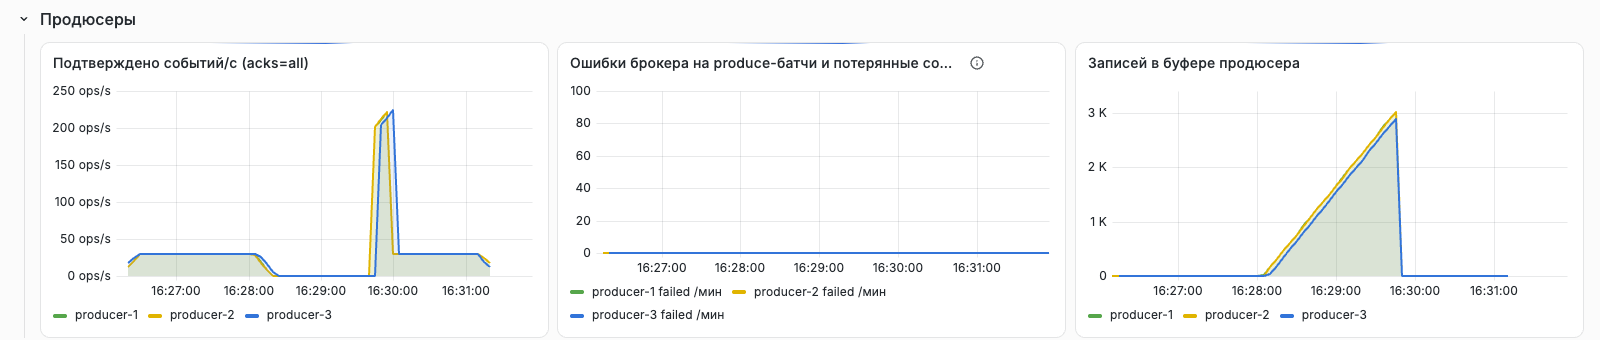 Продюсеры
Подтверждено событий/с (acks=all)
250 ops/s
200 ops/s
150 ops/s
100 ops/s
50 ops/s
0 ops/s
16:27:00 16:28:00 16:29:00 16:30:00 16:31:00
producer-1 producer-2 producer-3
Ошибки брокера на produce-батчи и потерянные со...
100
80
60
40
20
0
16:27:00 16:28:00 16:29:00 16:30:00 16:31:00
producer-1 failed /мин producer-2 failed /мин
producer-3 failed /мин
Записей в буфере продюсера
3 K
2 K
1 K
0
16:27:00 16:28:00 16:29:00 16:30:00 16:31:00
producer-1 producer-2 producer-3